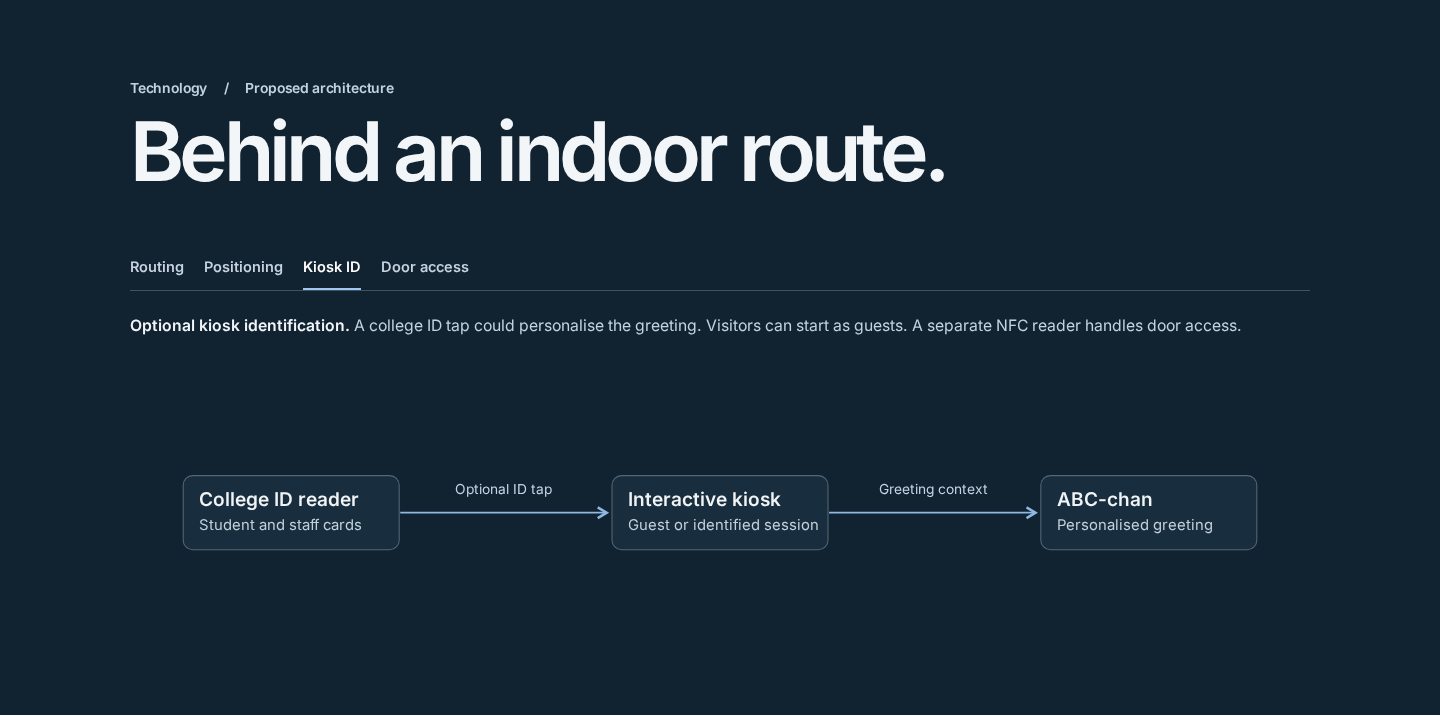 Technology / Proposed architecture
Behind an indoor route.
Routing Positioning Kiosk ID Door access
Optional kiosk identification. A college ID tap could personalise the greeting. Visitors can start as guests. A separate NFC reader handles door access.
College ID reader
Student and staff cards
Optional ID tap
Interactive kiosk
Guest or identified session
Greeting context
ABC-chan
Personalised greeting